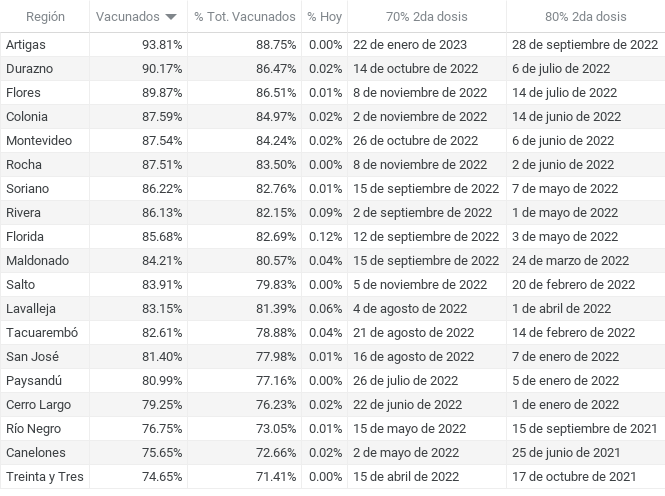 Región Vacunados % Tot. Vacunados % Hoy 70% 2da dosis 80% 2da dosis
Artigas 93.81% 88.75% 0.00% 22 de enero de 2023 28 de septiembre de 2022
Durazno 90.17% 86.47% 0.02% 14 de octubre de 2022 6 de julio de 2022
Flores 89.87% 86.51% 0.01% 8 de noviembre de 2022 14 de julio de 2022
Colonia 87.59% 84.97% 0.02% 2 de noviembre de 2022 14 de junio de 2022
Montevideo 87.54% 84.24% 0.02% 26 de octubre de 2022 6 de junio de 2022
Rocha 87.51% 83.50% 0.00% 8 de noviembre de 2022 2 de junio de 2022
Soriano 86.22% 82.76% 0.01% 15 de septiembre de 2022 7 de mayo de 2022
Rivera 86.13% 82.15% 0.09% 2 de septiembre de 2022 1 de mayo de 2022
Florida 85.68% 82.69% 0.12% 12 de septiembre de 2022 3 de mayo de 2022
Maldonado 84.21% 80.57% 0.04% 15 de septiembre de 2022 24 de marzo de 2022
Salto 83.91% 79.83% 0.00% 5 de noviembre de 2022 20 de febrero de 2022
Lavalleja 83.15% 81.39% 0.06% 4 de agosto de 2022 1 de abril de 2022
Tacuarembó 82.61% 78.88% 0.04% 21 de agosto de 2022 14 de febrero de 2022
San José 81.40% 77.98% 0.01% 16 de agosto de 2022 7 de enero de 2022
Paysandú 80.99% 77.16% 0.00% 26 de julio de 2022 5 de enero de 2022
Cerro Largo 79.25% 76.23% 0.02% 22 de junio de 2022 1 de enero de 2022
Río Negro 76.75% 73.05% 0.01% 15 de mayo de 2022 15 de septiembre de 2021
Canelones 75.65% 72.66% 0.02% 2 de mayo de 2022 25 de junio de 2021
Treinta y Tres 74.65% 71.41% 0.00% 15 de abril de 2022 17 de octubre de 2021